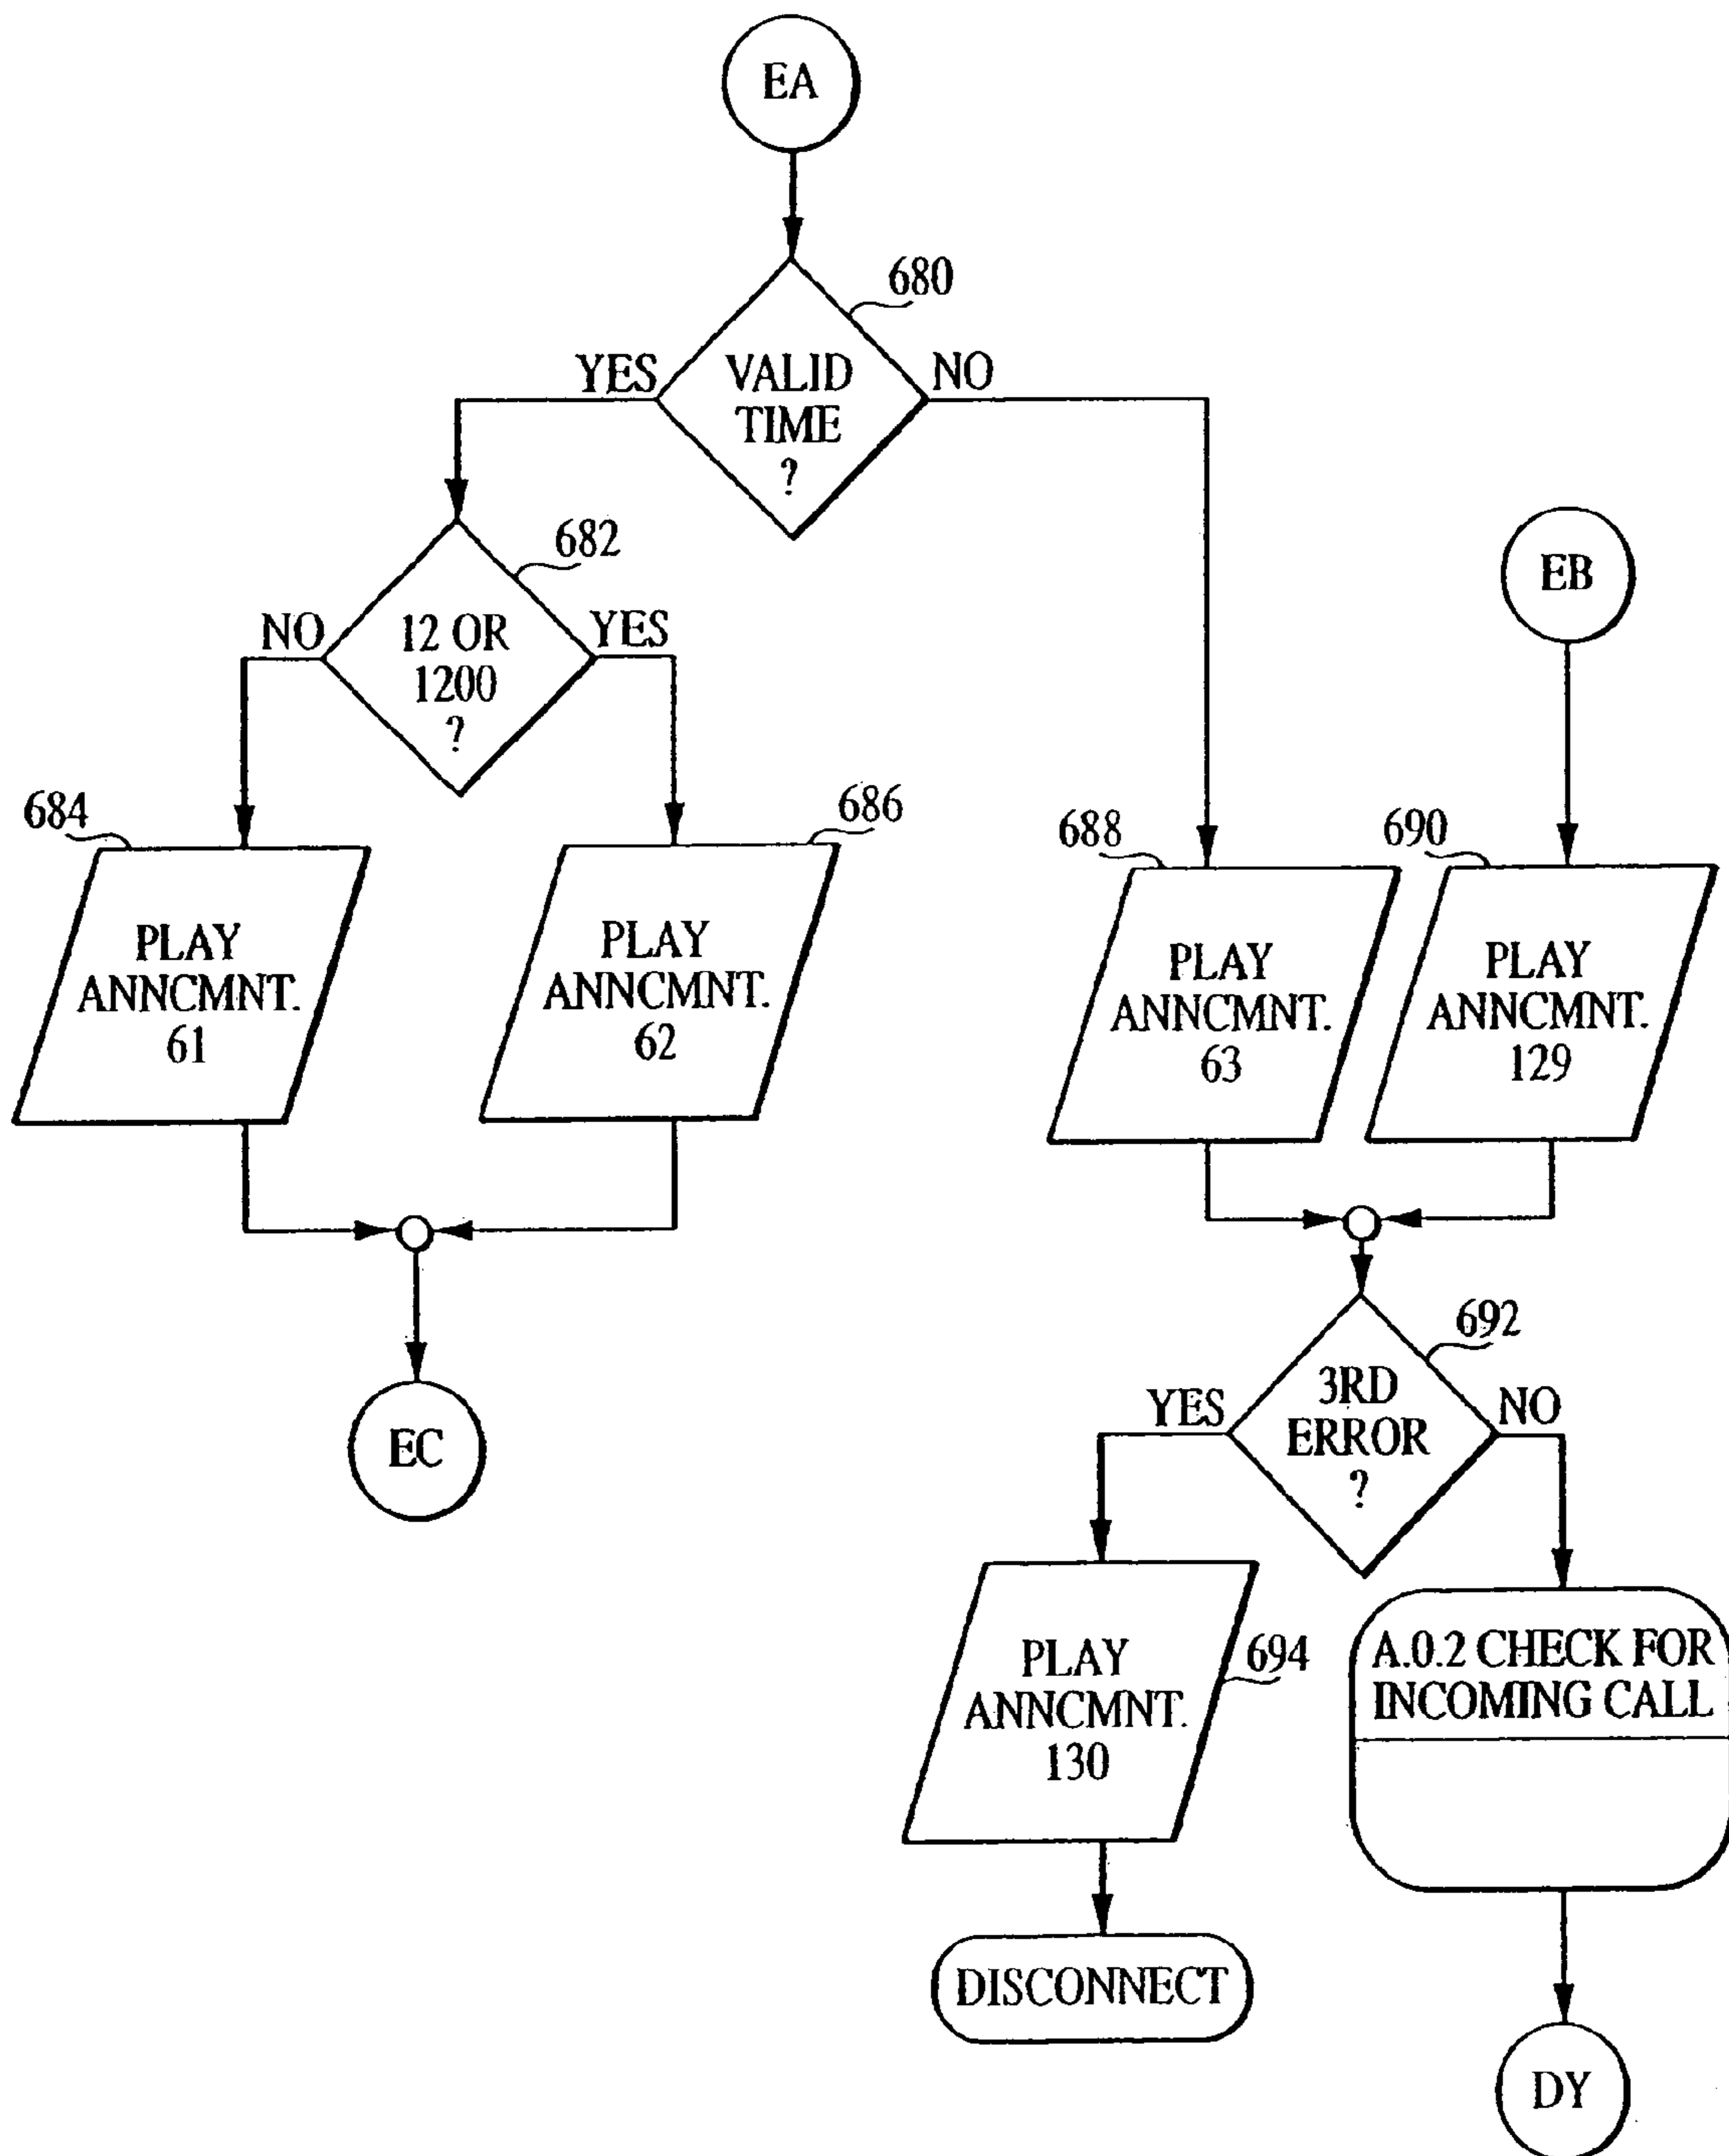 EA
680
YES
VALID
TIME
?
NO
682
NO
12 OR
1200
?
YES
EB
684
PLAY
ANNCMNT.
61
686
PLAY
ANNCMNT.
62
688
PLAY
ANNCMNT.
63
690
PLAY
ANNCMNT.
129
EC
692
YES
3RD
ERROR
?
NO
PLAY
ANNCMNT.
130
694
A.0.2 CHECK FOR
INCOMING CALL
DISCONNECT
DY